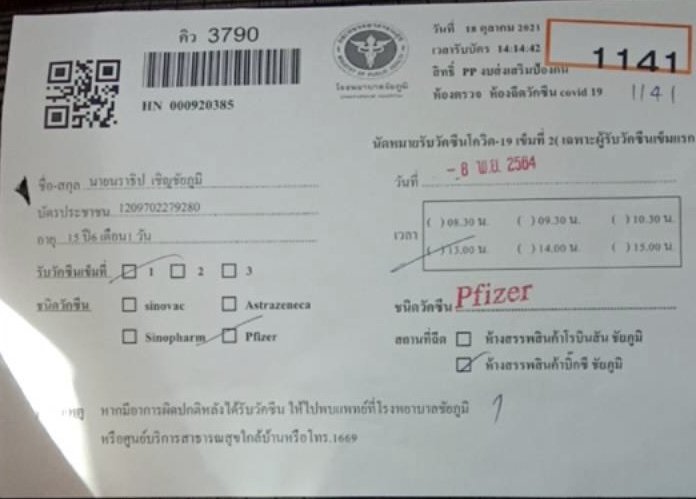 คิว 3790
HN 000920385
MINISTRY OF PUBLIC HEALTH
โรงพยาบาลชัยภูมิ
วันที่ 18 ตุลาคม 2021
เวลารับบัตร 14:14:42
สิทธิ์ PP งบส่งเสริมป้องกัน
ห้องตรวจ ห้องฉีดวัคซีน covid 19
1141
1141
นัดหมายรับวัคซีนโควิด-19 เข็มที่ 2( เฉพาะผู้รับวัคซีนเข็มแรก
ชื่อ-สกุล นายนราธิป เชิญชัยภูมิ
บัตรประชาชน 1209702279280
อายุ 15 ปี6 เดือน1 วัน
รับวัคซีนเข็มที่ 1 2 3
ชนิดวัคซีน sinovac Astrazeneca
Sinopharm Pfizer
วันที่ - 8 พ.ย. 2564
เวลา ( ) 08.30 น. ( ) 09.30 น. ( ) 10.30 น.
( ) 13.00 น. ( ) 14.00 น. ( ) 15.00 น.
ชนิดวัคซีน Pfizer
สถานที่ฉีด ห้างสรรพสินค้าโรบินสัน ชัยภูมิ
ห้างสรรพสินค้าบิ๊กซี ชัยภูมิ
หากมีอาการผิดปกติหลังได้รับวัคซีน ให้ไปพบแพทย์ที่โรงพยาบาลชัยภูมิ
หรือศูนย์บริการสาธารณสุขใกล้บ้านหรือโทร.1669